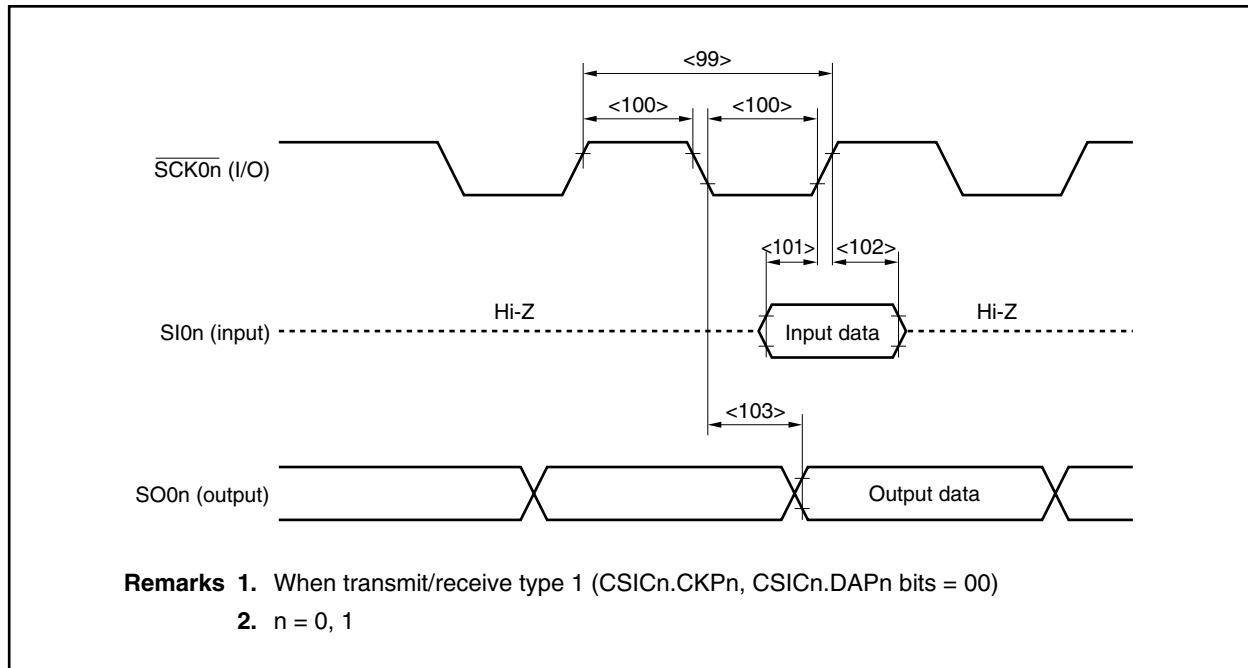 <99>
<100> <100>
SCK0n (I/O)
<101> <102>
Hi-Z Hi-Z
SI0n (input) Input data
<103>
SO0n (output) Output data
Remarks 1. When transmit/receive type 1 (CSICn.CKPn, CSICn.DAPn bits = 00)
2. n = 0, 1